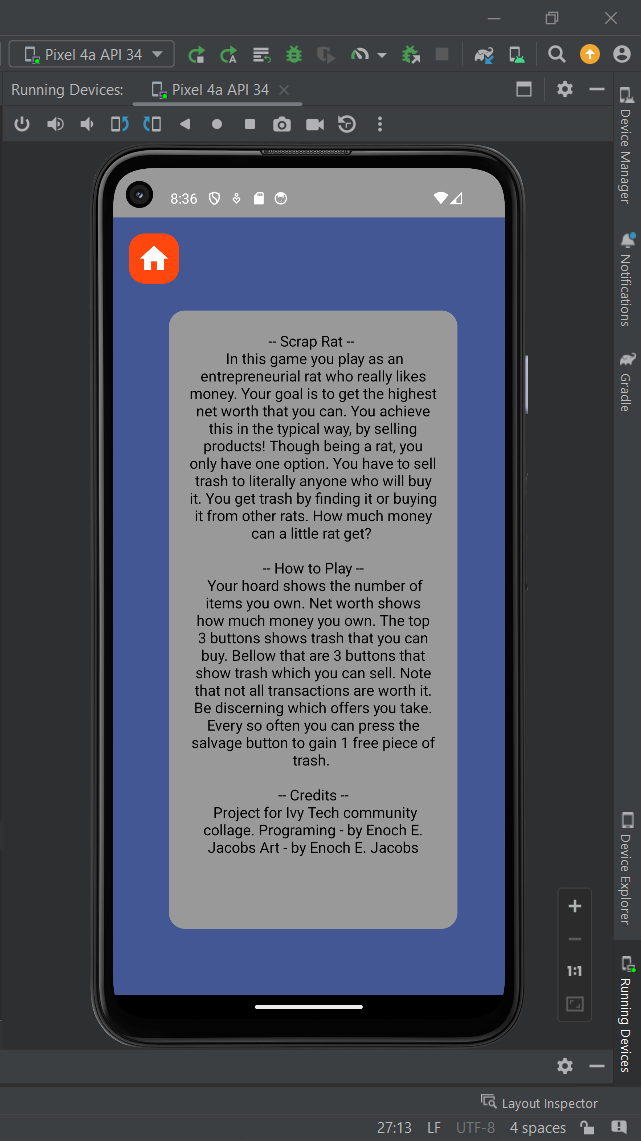 Pixel 4a API 34
Running Devices:
Pixel 4a API 34
Device Manager
Notifications
Gradle
8:36
-- Scrap Rat --
In this game you play as an
entrepreneurial rat who really likes
money. Your goal is to get the highest
net worth that you can. You achieve
this in the typical way, by selling
products! Though being a rat, you
only have one option. You have to sell
trash to literally anyone who will buy
it. You get trash by finding it or buying
it from other rats. How much money
can a little rat get?
-- How to Play --
Your hoard shows the number of
items you own. Net worth shows
how much money you own. The top
3 buttons shows trash that you can
buy. Bellow that are 3 buttons that
show trash which you can sell. Note
that not all transactions are worth it.
Be discerning which offers you take.
Every so often you can press the
salvage button to gain 1 free piece of
trash.
-- Credits --
Project for Ivy Tech community
collage. Programing - by Enoch E.
Jacobs Art - by Enoch E. Jacobs
Device Explorer
1:1
Running Devices
Layout Inspector
27:13 LF UTF-8 4 spaces